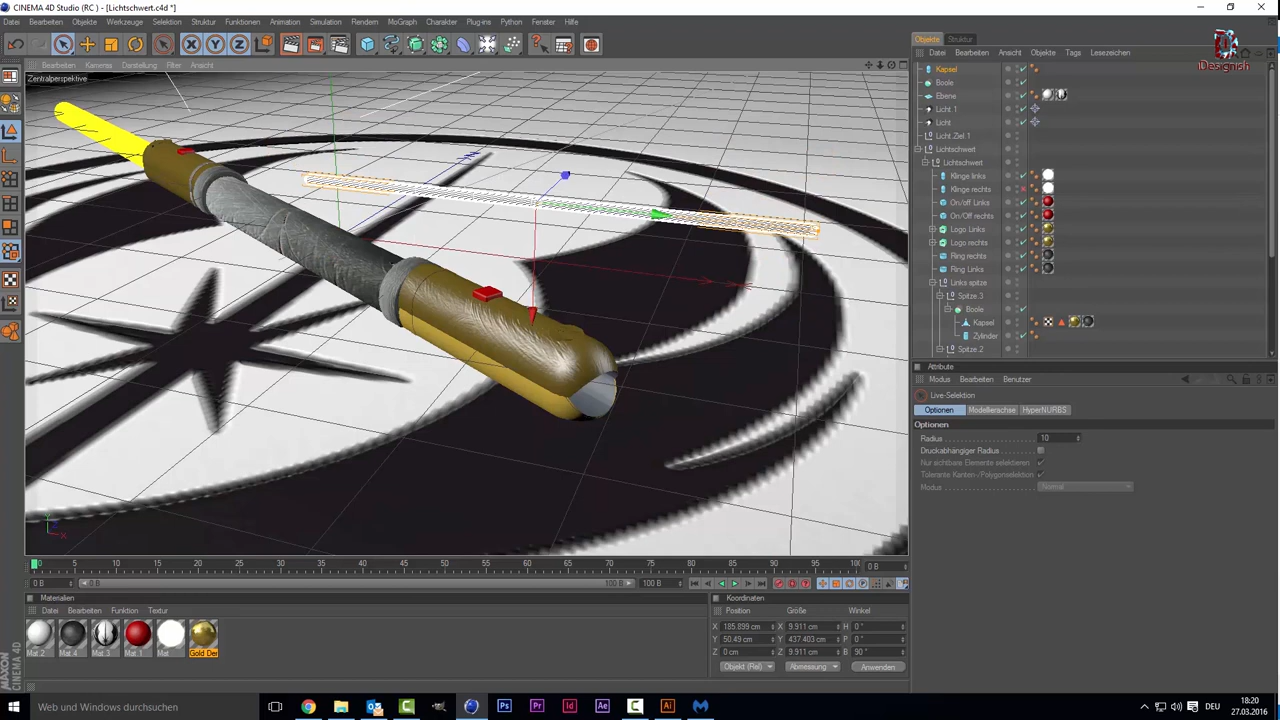 CINEMA 4D Studio (RC ) - [Lichtschwert.c4d *]
Datei Bearbeiten Objekte Werkzeuge Selektion Struktur Funktionen Animation Simulation Rendern MoGraph Charakter Plug-ins Python Fenster Hilfe
Bearbeiten Kameras Darstellung Filter Ansicht
Zentralperspektive
Objekte Struktur
iDesignish
Datei Bearbeiten Ansicht Objekte Tags Lesezeichen
Kapsel
Boole
Ebene
Licht 1
Licht
Licht Ziel 1
Lichtschwert
Lichtschwert
Klinge links
Klinge rechts
On/off Links
On/Off rechts
Logo Links
Logo rechts
Ring rechts
Ring Links
Links spitze
Spitze.3
Boole
Kapsel
Zylinder
Spitze.2
Attribute
Modus Bearbeiten Benutzer
Live-Selektion
Optionen Modellierachse HyperNURBS
Optionen
Radius 10
Druckabhängiger Radius
Nur sichtbare Elemente selektieren
Tolerante Kanten-/Polygonselektion
Modus Normal
0 5 10 15 20 25 30 35 40 45 50 55 60 65 70 75 80 85 90 95 100 0 B
0 B 0 B 100 B 100 B
Materialien
Datei Bearbeiten Funktion Textur
Mat 2 Mat 4 Mat 3 Mat 1 Mat Gold Der
Koordinaten
Position Größe Winkel
X 185.899 cm X 9.911 cm H 0 °
Y 50.49 cm Y 437.403 cm P 0 °
Z 0 cm Z 9.911 cm B 90 °
Objekt (Rel) Abmessung Anwenden
MAXON
CINEMA 4D
Web und Windows durchsuchen
DEU
18:20
27.03.2016